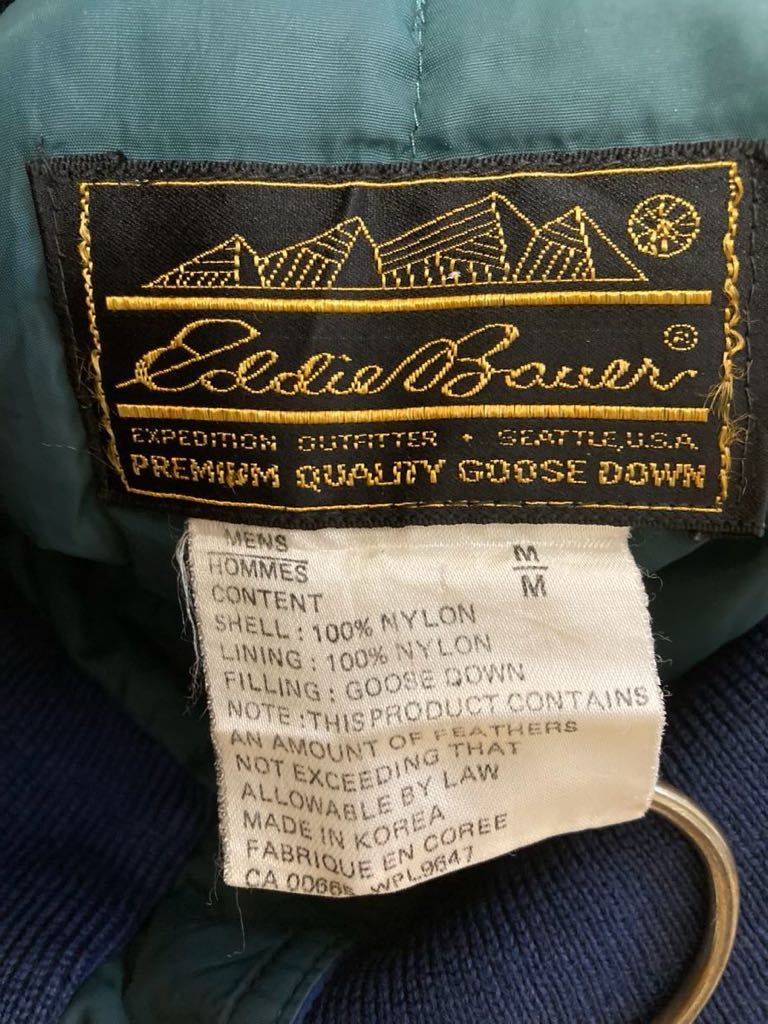 Eddie Bauer ®
EXPEDITION OUTFITTER • SEATTLE, U.S.A.
PREMIUM QUALITY GOOSE DOWN
MENS M
HOMMES M
CONTENT
SHELL : 100% NYLON
LINING : 100% NYLON
FILLING : GOOSE DOWN
NOTE : THIS PRODUCT CONTAINS
AN AMOUNT OF FEATHERS
NOT EXCEEDING THAT
ALLOWABLE BY LAW
MADE IN KOREA
FABRIQUE EN COREE
CA WPL9647